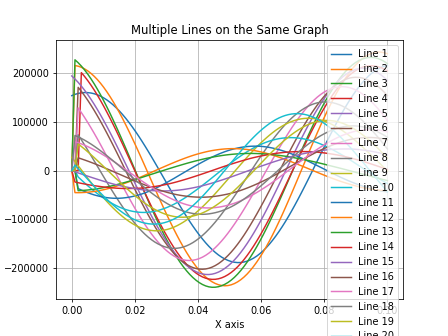 Multiple Lines on the Same Graph
200000
100000
0
−100000
−200000
0.00
0.02
0.04
0.06
0.08
X axis
Line 1
Line 2
Line 3
Line 4
Line 5
Line 6
Line 7
Line 8
Line 9
Line 10
Line 11
Line 12
Line 13
Line 14
Line 15
Line 16
Line 17
Line 18
Line 19
Line 20